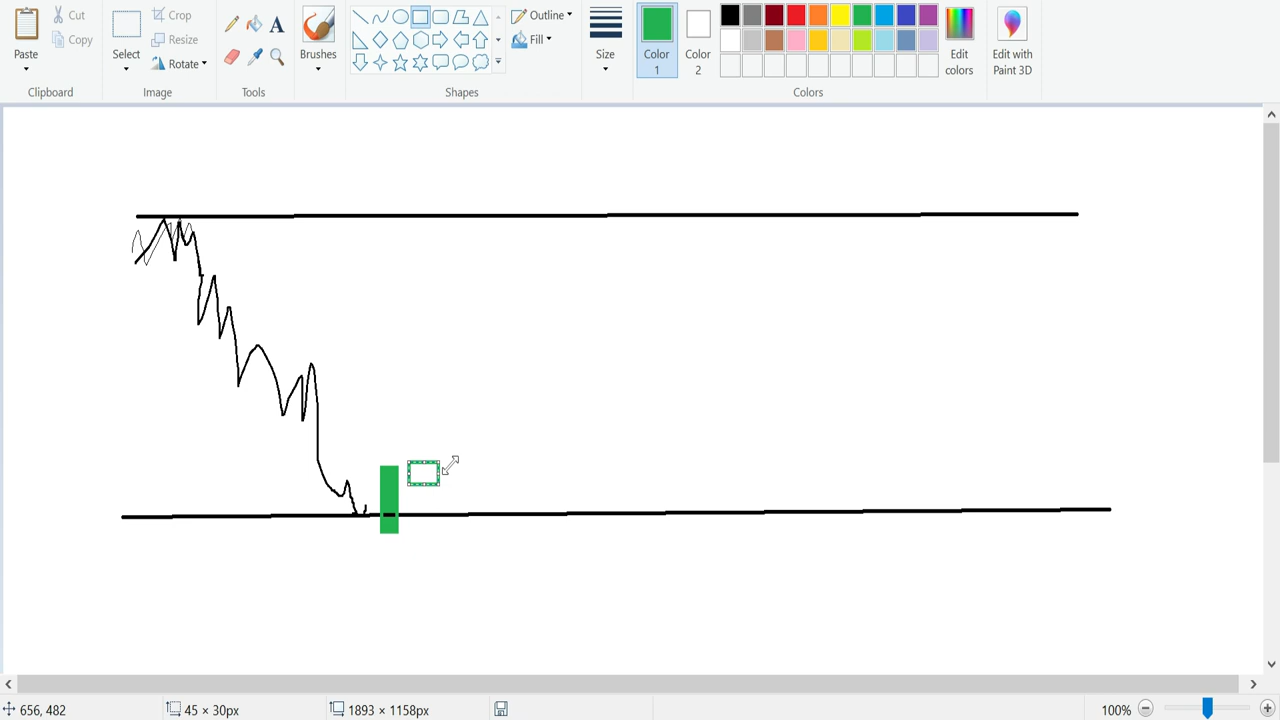 Paste
Cut
Copy
Clipboard
Select
Crop
Resize
Rotate
Image
A
Tools
Brushes
Outline
Fill
Shapes
Size
Color
1
Color
2
Edit
colors
Colors
Edit with
Paint 3D
656, 482
45 × 30px
1893 × 1158px
100%